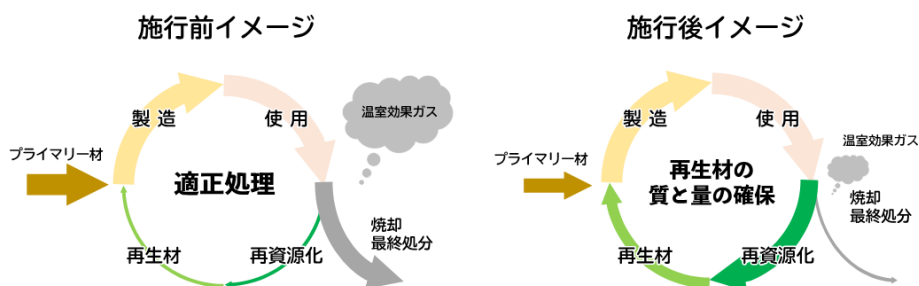 施行前イメージ
製造
使用
温室効果ガス
プライマリー材
適正処理
焼却
最終処分
再生材
再資源化
施行後イメージ
製造
使用
温室効果ガス
プライマリー材
再生材の
質と量の確保
焼却
最終処分
再生材
再資源化